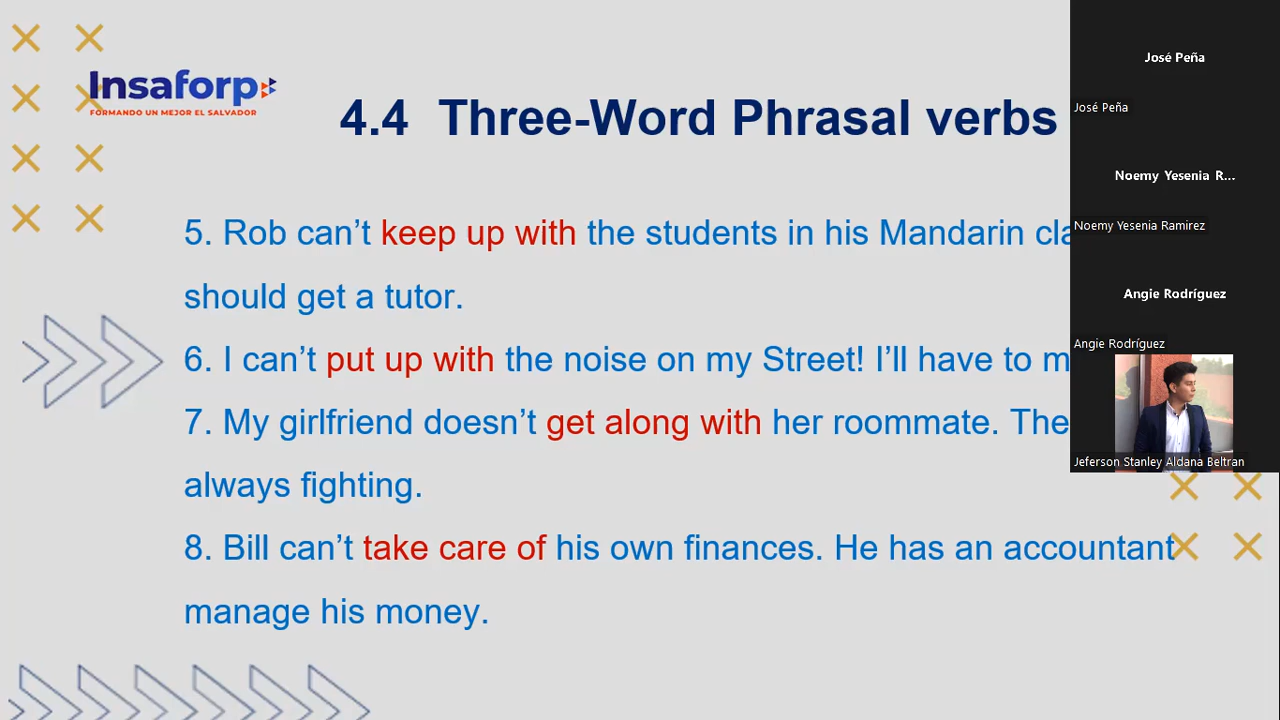 Insaforp
FORMANDO UN MEJOR EL SALVADOR
4.4 Three-Word Phrasal verbs
5. Rob can’t keep up with the students in his Mandarin
should get a tutor.
6. I can’t put up with the noise on my Street! I’ll have to
7. My girlfriend doesn’t get along with her roommate.
always fighting.
8. Bill can’t take care of his own finances. He has an accountant
manage his money.
José Peña
José Peña
Noemy Yesenia R...
Noemy Yesenia Ramirez
Angie Rodríguez
Angie Rodríguez
Jeferson Stanley Aldana Beltran